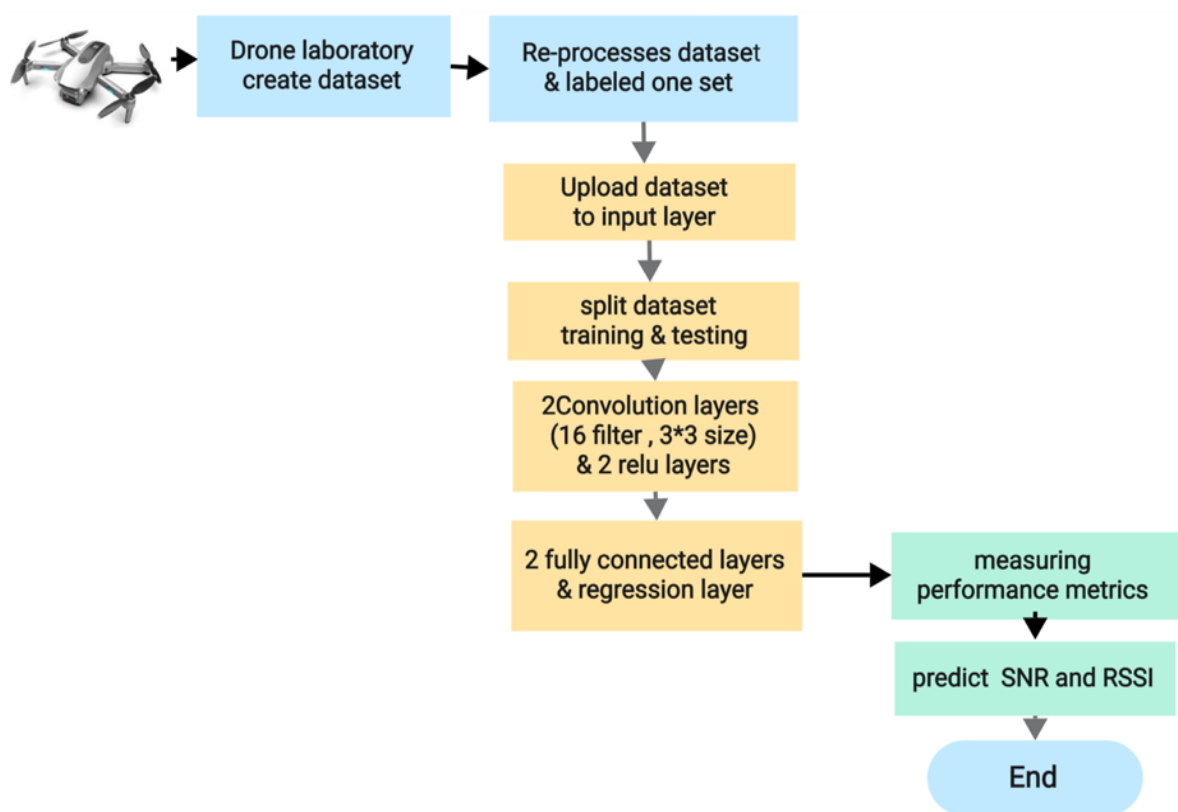 Drone laboratory
create dataset
Re-processes dataset
& labeled one set
Upload dataset
to input layer
split dataset
training & testing
2Convolution layers
(16 filter , 3*3 size)
& 2 relu layers
2 fully connected layers
& regression layer
measuring
performance metrics
predict SNR and RSSI
End